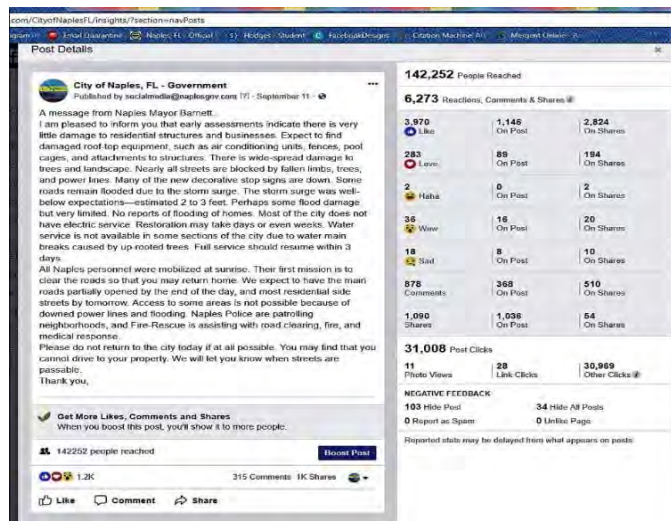 com/CityofNaplesFL/insights/?section=navPosts
Email Quarantine Naples, FL - Official Hodges - Student FacebookDesigns Citation Machine
Post Details
City of Naples, FL - Government
Published by socialmedia@naplesgov.com [?] · September 11 ·
A message from Naples Mayor Barnett.
I am pleased to inform you that early assessments indicate there is very
little damage to residential structures and businesses. Expect to find
damaged roof-top equipment, such as air conditioning units, fences, pool
cages, and attachments to structures. There is wide-spread damage to
trees and landscape. Nearly all streets are blocked by fallen limbs, trees,
and power lines. Many of the new decorative stop signs are down. Some
roads remain flooded due to the storm surge. The storm surge was well-
below expectations—estimated 2 to 3 feet. Perhaps some flood damage
but very limited. No reports of flooding of homes. Most of the city does not
have electric service. Restoration may take days or even weeks. Water
service is not available in some sections of the city due to water main
breaks caused by up-rooted trees. Full service should resume within 3
days.
All Naples personnel were mobilized at sunrise. Their first mission is to
clear the roads so that you may return home. We expect to have the main
roads partially opened by the end of the day, and most residential side
streets by tomorrow. Access to some areas is not possible because of
downed power lines and flooding. Naples Police are patrolling
neighborhoods, and Fire-Rescue is assisting with road clearing, fire, and
medical response.
Please do not return to the city today if at all possible. You may find that you
cannot drive to your property. We will let you know when streets are
passable.
Thank you,
Get More Likes, Comments and Shares
When you boost this post, you'll show it to more people.
142252 people reached Boost Post
1.2K 315 Comments 1K Shares
Like Comment Share
142,252 People Reached
6,273 Reactions, Comments & Shares
3,970 1,146 2,824
Like On Post On Shares
283 89 194
Love On Post On Shares
2 0 2
Haha On Post On Shares
36 16 20
Wow On Post On Shares
18 8 10
Sad On Post On Shares
878 368 510
Comments On Post On Shares
1,090 1,036 54
Shares On Post On Shares
31,008 Post Clicks
11 28 30,969
Photo Views Link Clicks Other Clicks
NEGATIVE FEEDBACK
103 Hide Post 34 Hide All Posts
0 Report as Spam 0 Unlike Page
Reported stats may be delayed from what appears on posts